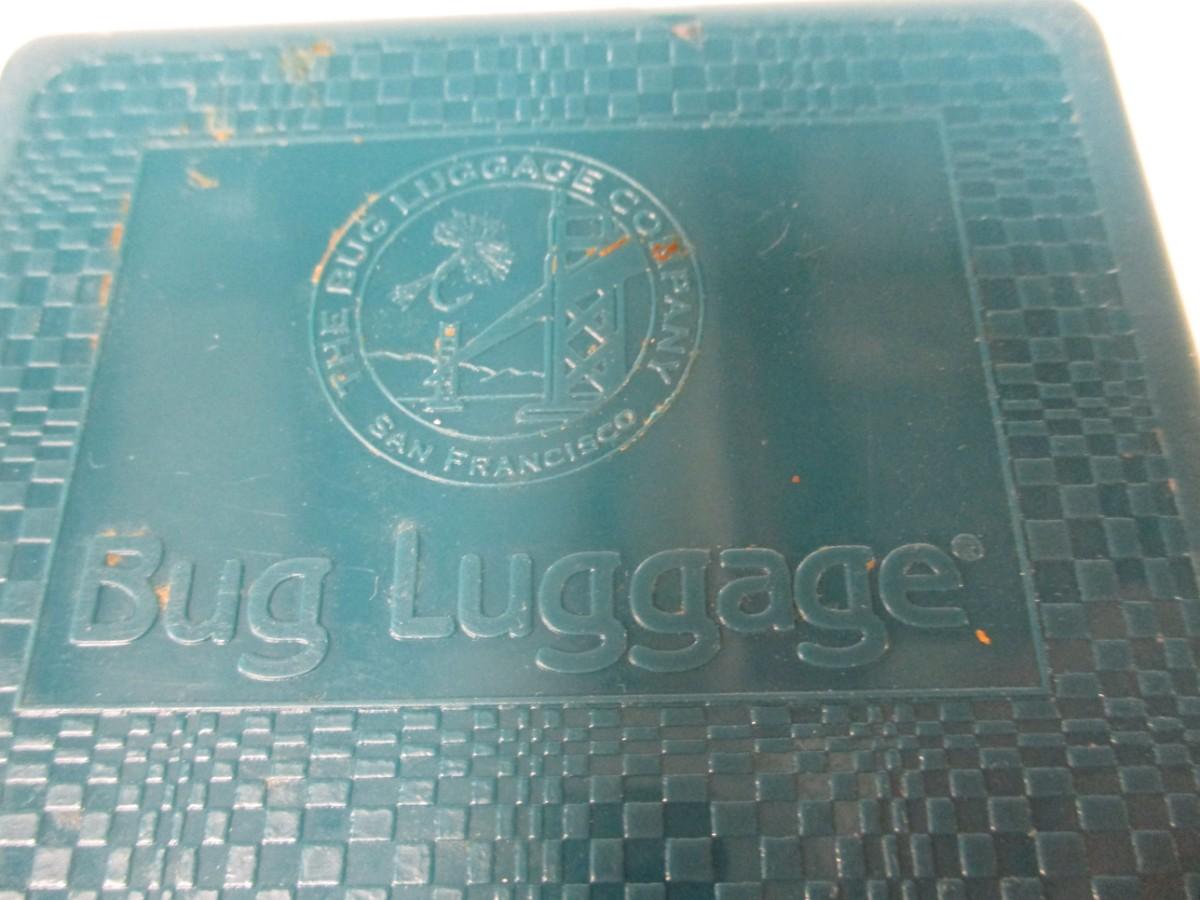 THE BUG LUGGAGE COMPANY
SAN FRANCISCO
Bug Luggage®